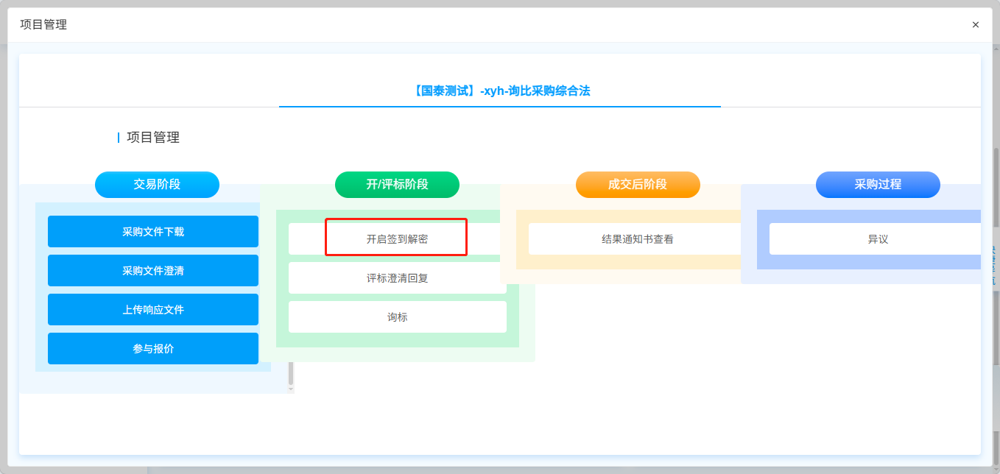 项目管理
×
【国泰测试】-xyh-询比采购综合法
项目管理
交易阶段
开/评标阶段
成交后阶段
采购过程
采购文件下载
采购文件澄清
上传响应文件
参与报价
开启签到解密
评标澄清回复
询标
结果通知书查看
异议